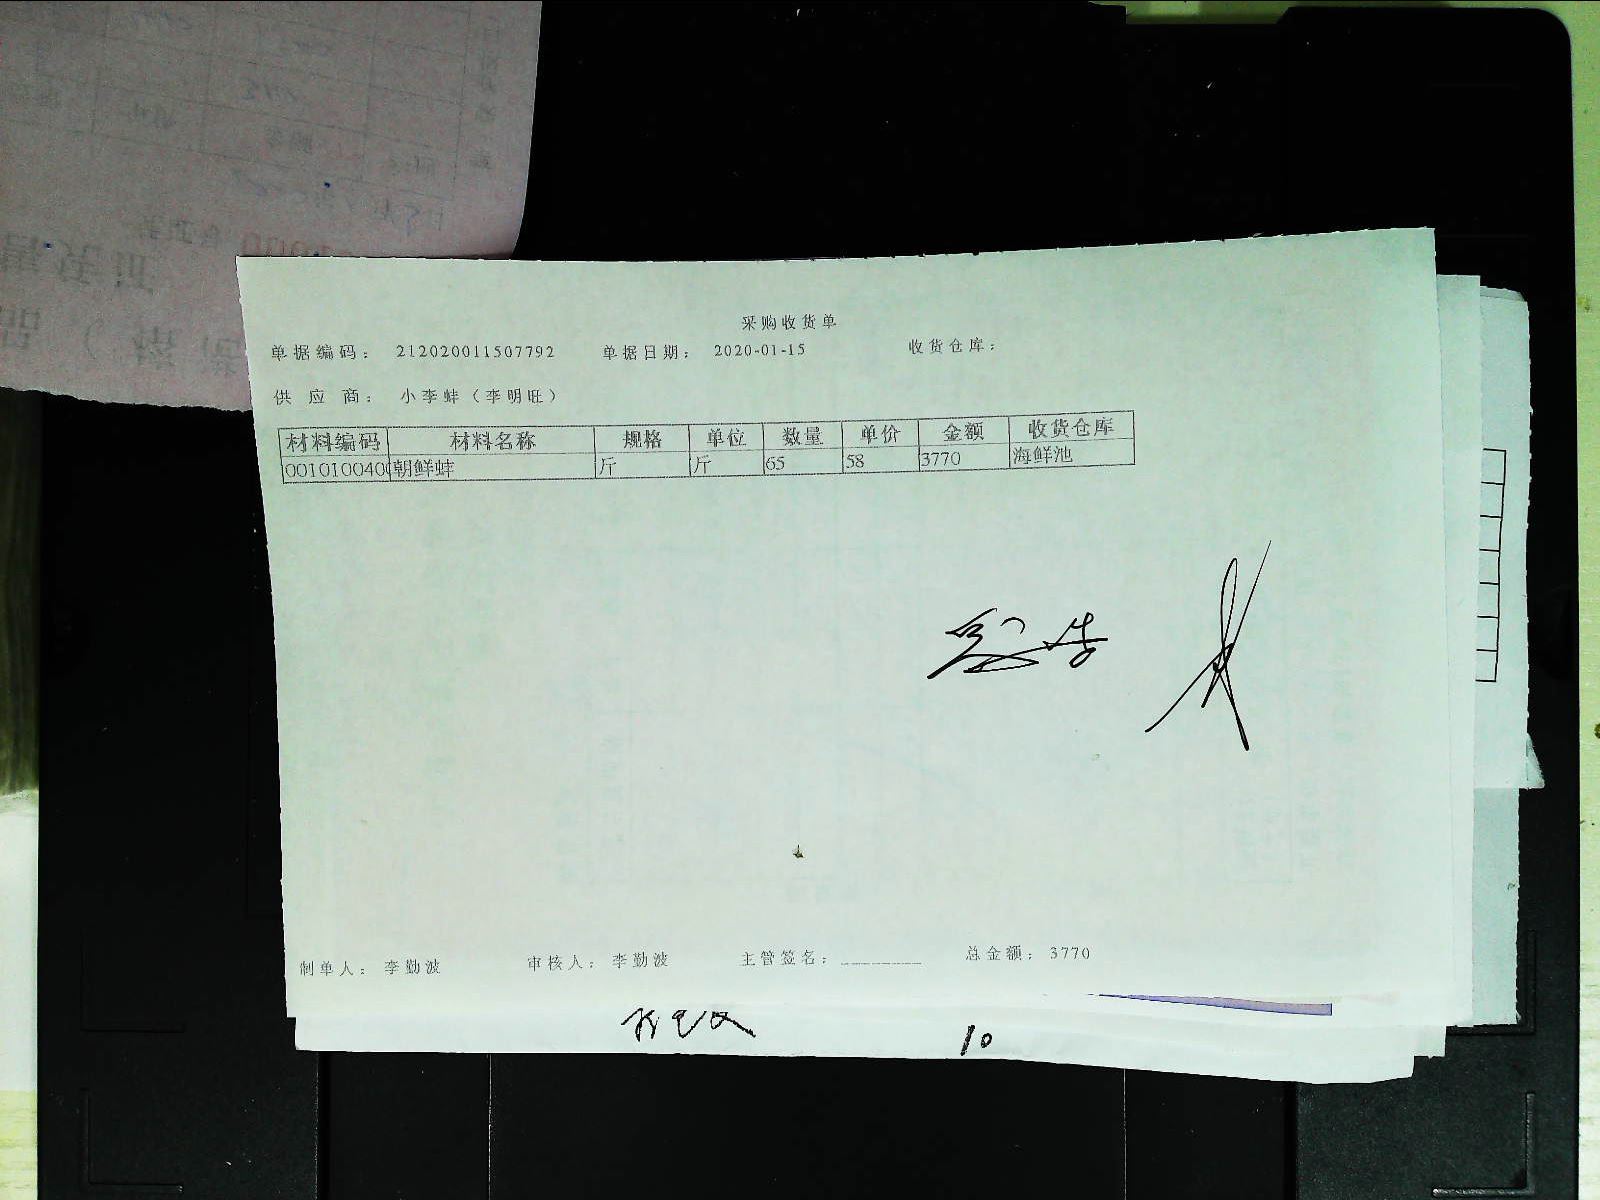 采购收货单
单据编码： 212020011507792 单据日期： 2020-01-15 收货仓库：
供应商： 小李蚌（李明旺）
材料编码 材料名称 规格 单位 数量 单价 金额 收货仓库
001010040 朝鲜蚌 斤 斤 65 58 3770 海鲜池
制单人： 李勤波 审核人： 李勤波 主管签名： ________ 总金额： 3770
10